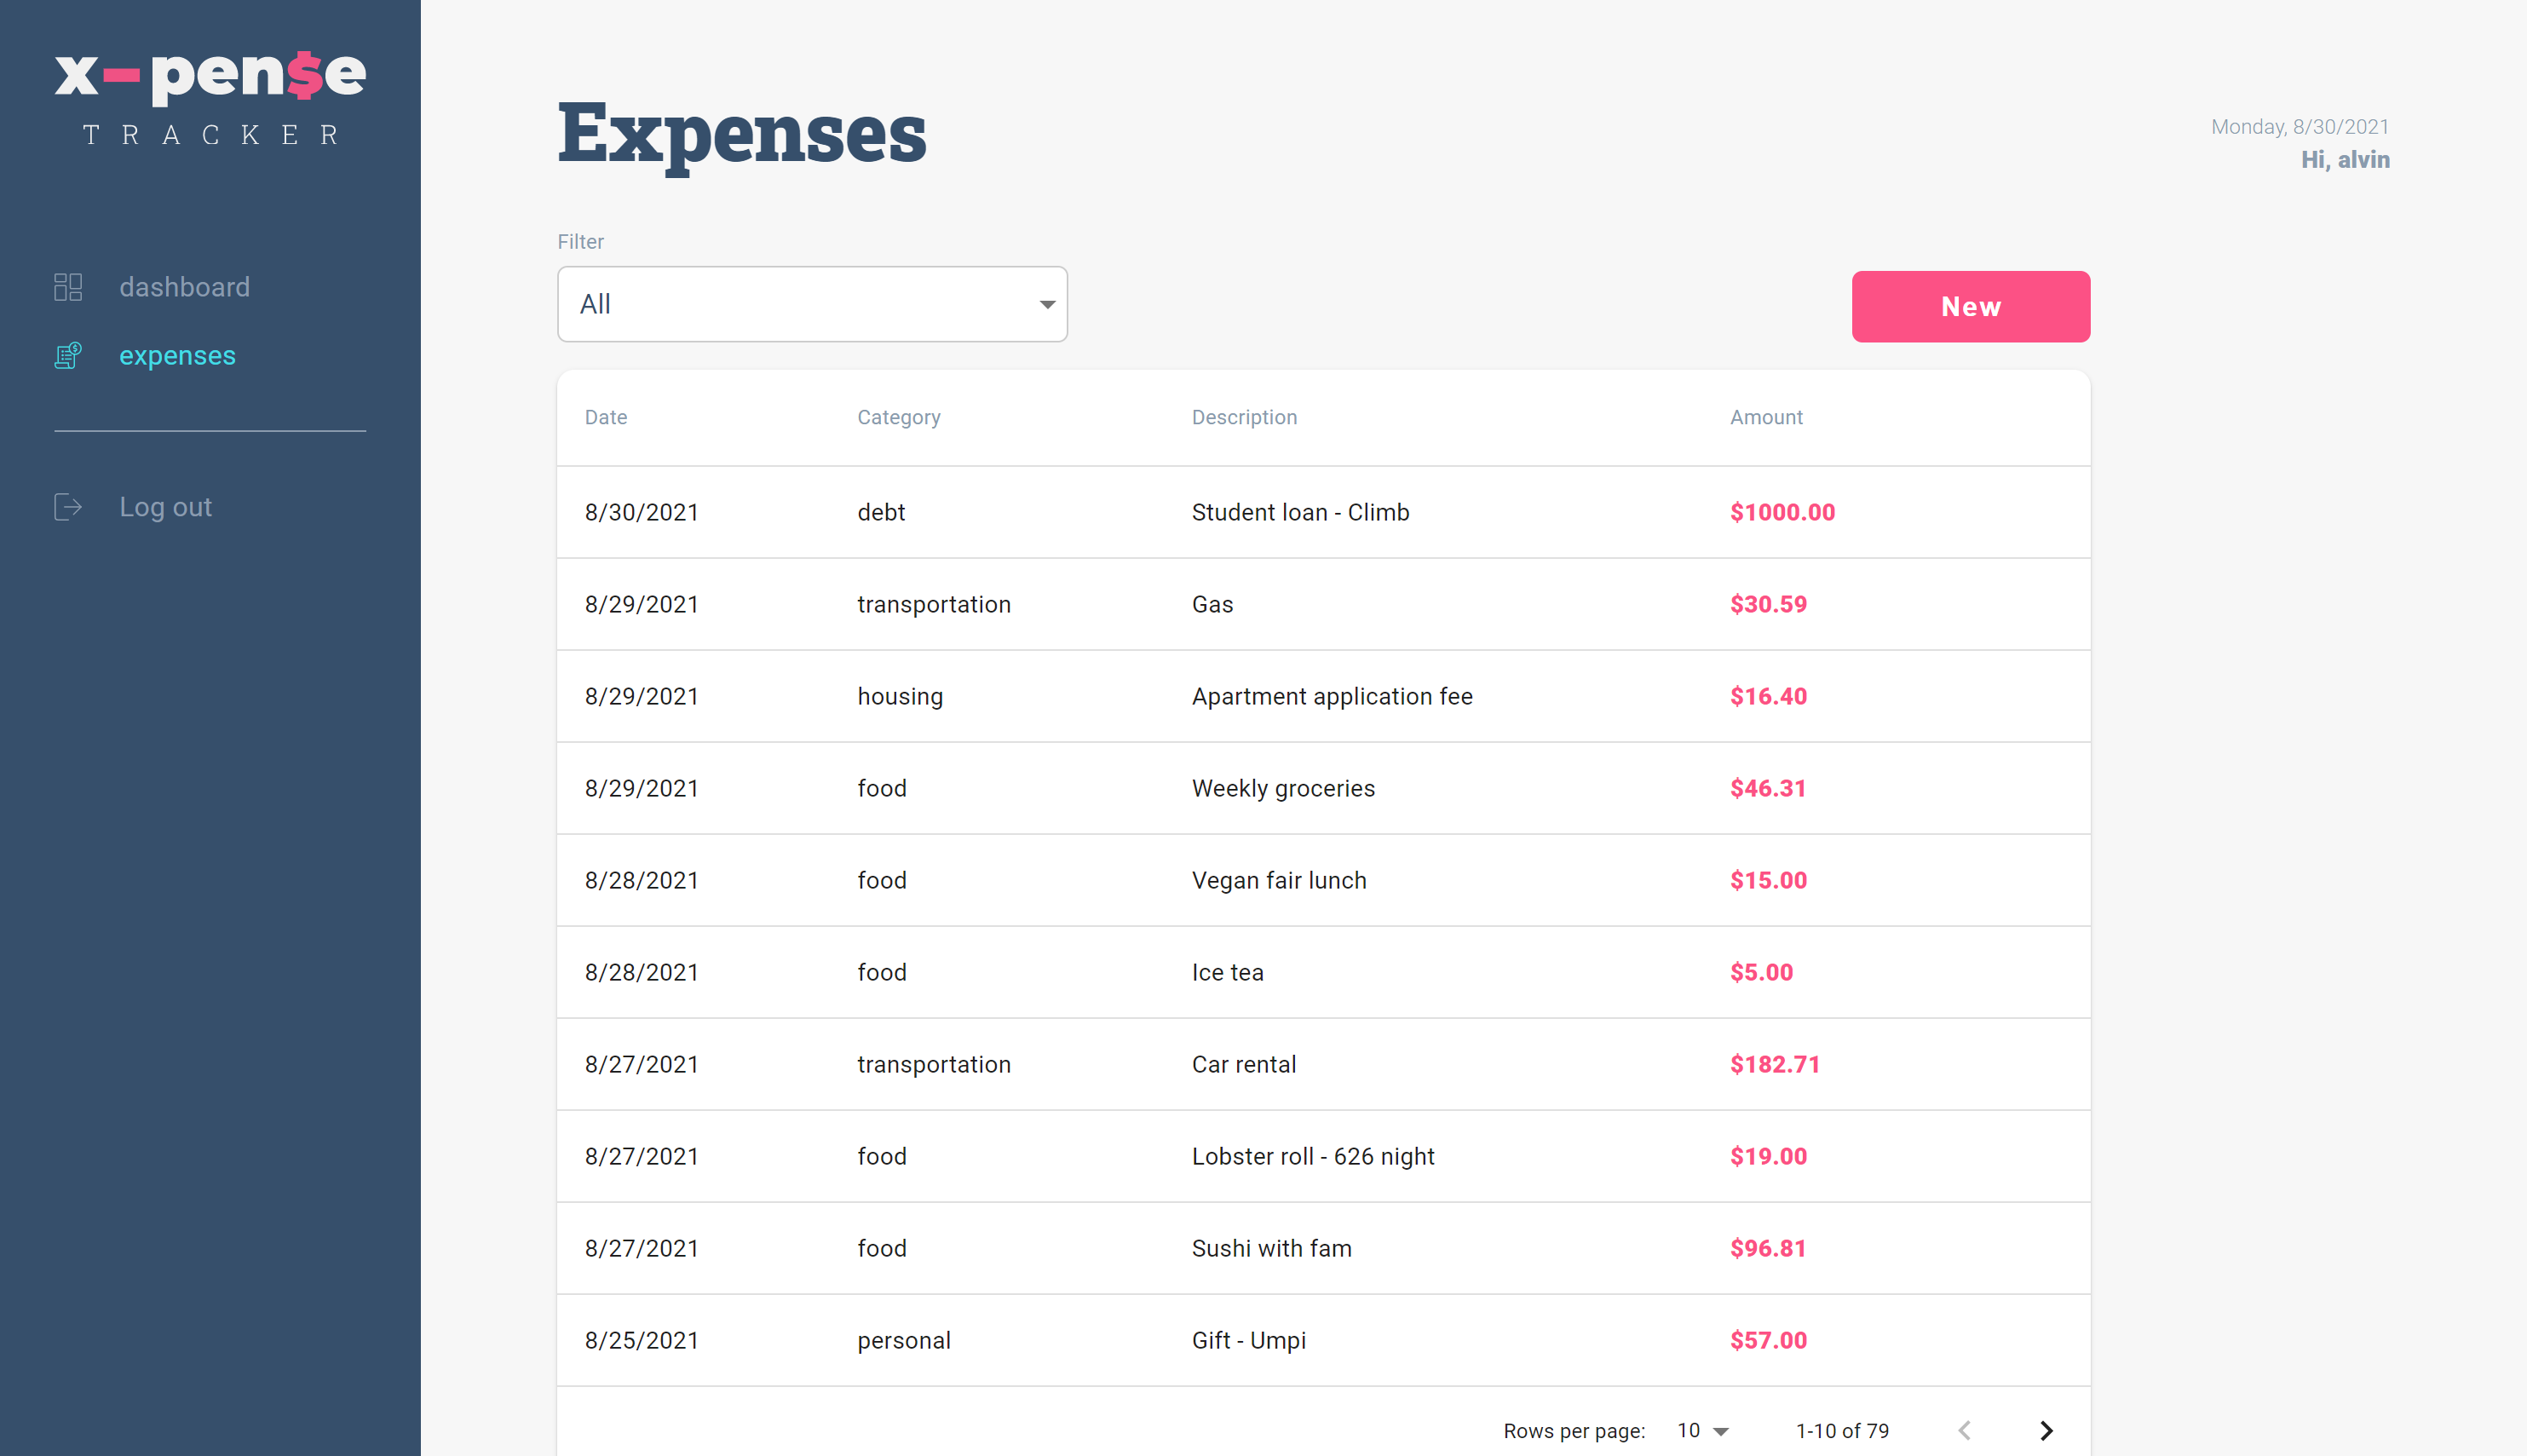 x-pen$e
TRACKER
dashboard
expenses
Log out
Expenses
Monday, 8/30/2021
Hi, alvin
Filter
All
New
Date Category Description Amount
8/30/2021 debt Student loan - Climb $1000.00
8/29/2021 transportation Gas $30.59
8/29/2021 housing Apartment application fee $16.40
8/29/2021 food Weekly groceries $46.31
8/28/2021 food Vegan fair lunch $15.00
8/28/2021 food Ice tea $5.00
8/27/2021 transportation Car rental $182.71
8/27/2021 food Lobster roll - 626 night $19.00
8/27/2021 food Sushi with fam $96.81
8/25/2021 personal Gift - Umpi $57.00
Rows per page: 10 1-10 of 79